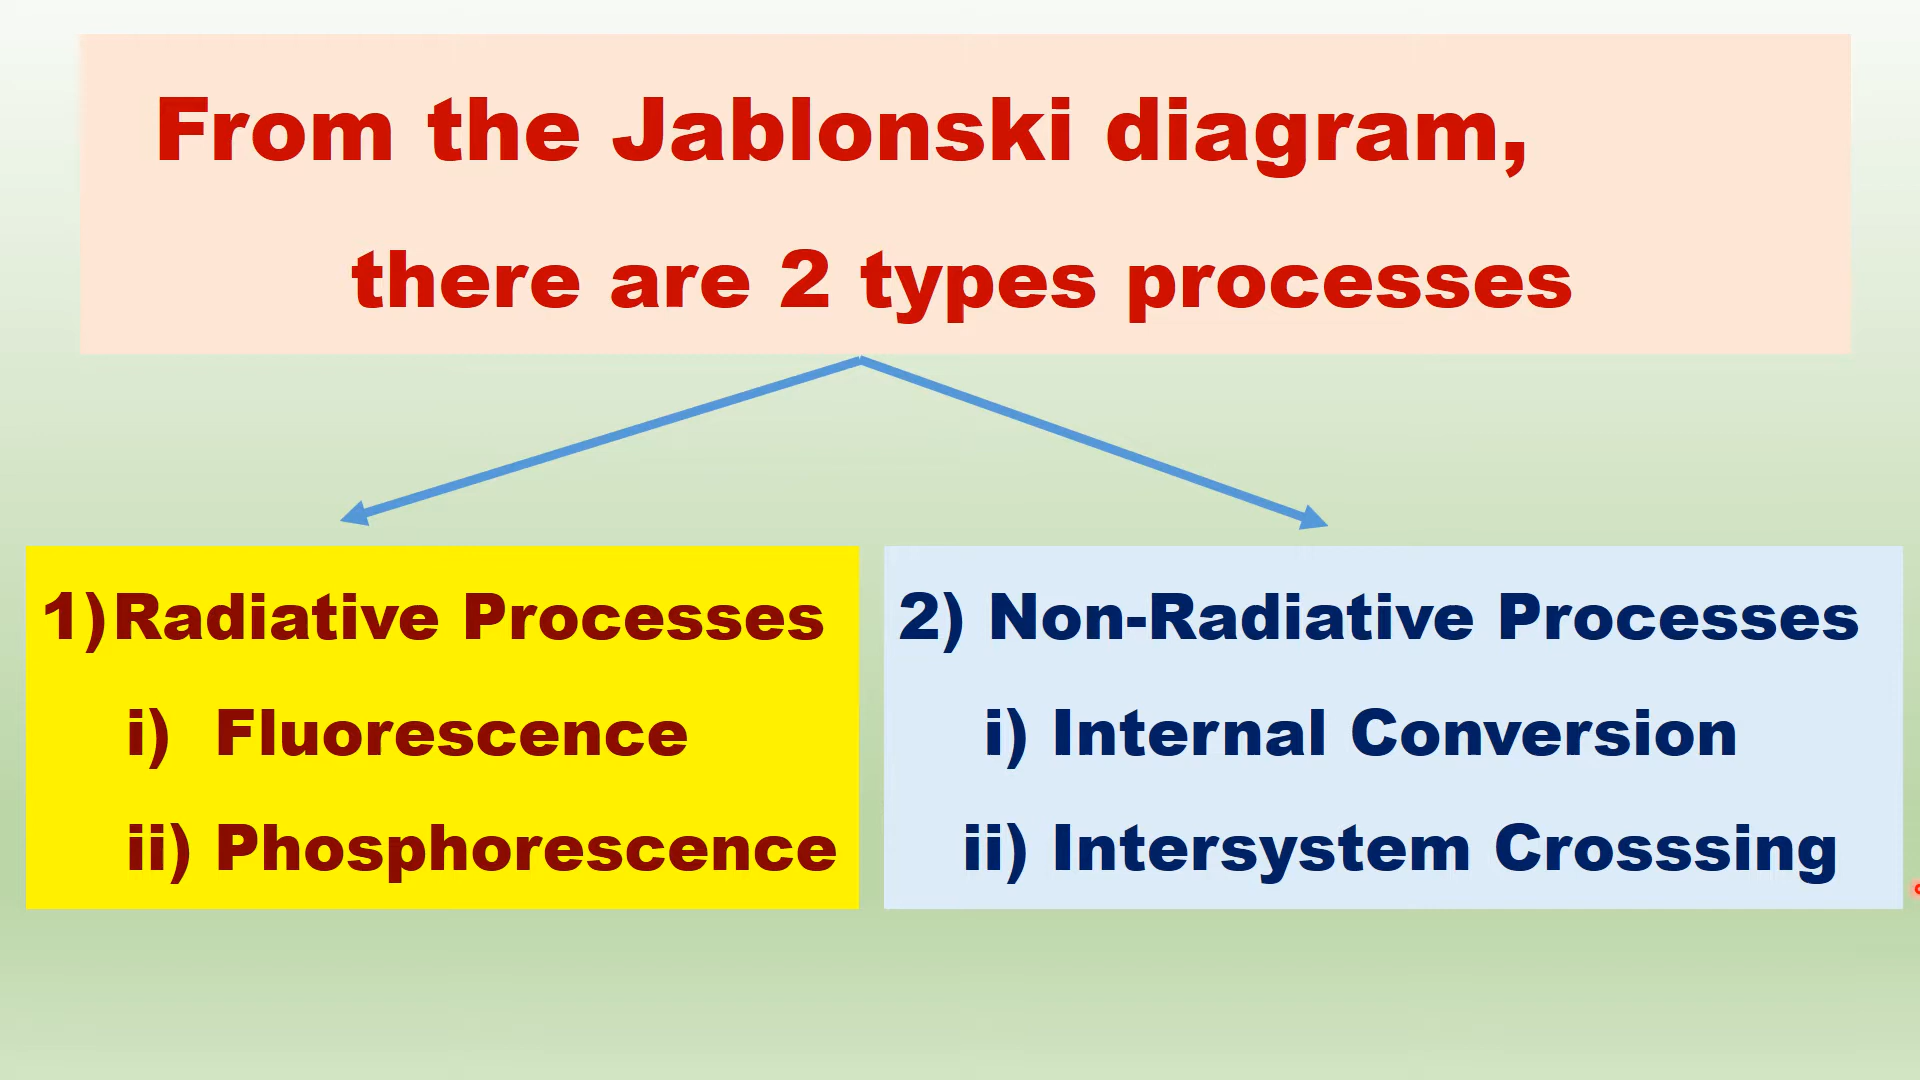 From the Jablonski diagram,
there are 2 types processes
1)Radiative Processes
i) Fluorescence
ii) Phosphorescence
2) Non-Radiative Processes
i) Internal Conversion
ii) Intersystem Crosssing